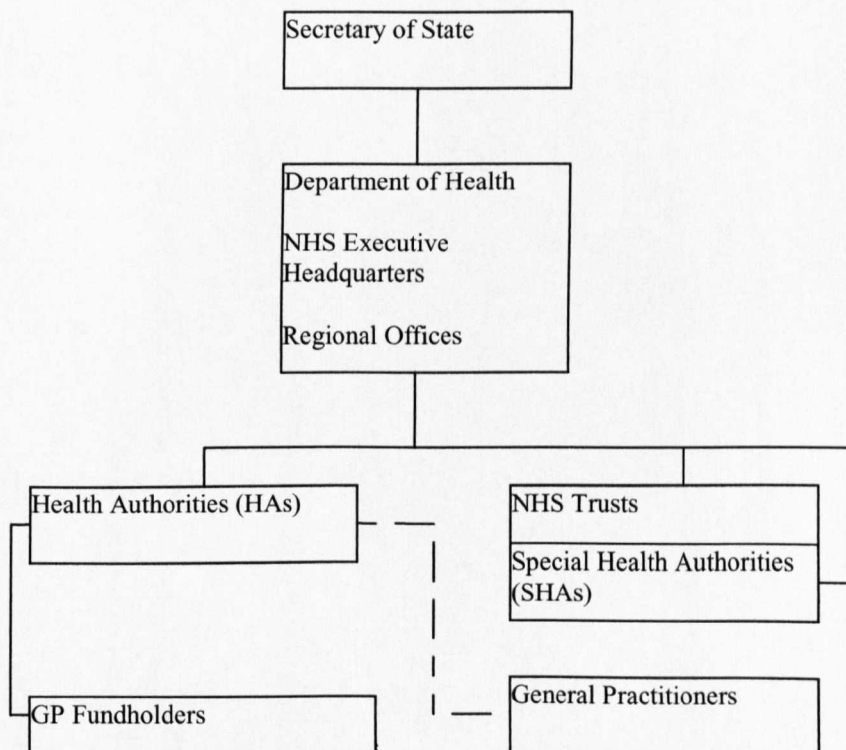 Secretary of State
Department of Health
NHS Executive
Headquarters
Regional Offices
Health Authorities (HAs)
NHS Trusts
Special Health Authorities
(SHAs)
GP Fundholders
General Practitioners